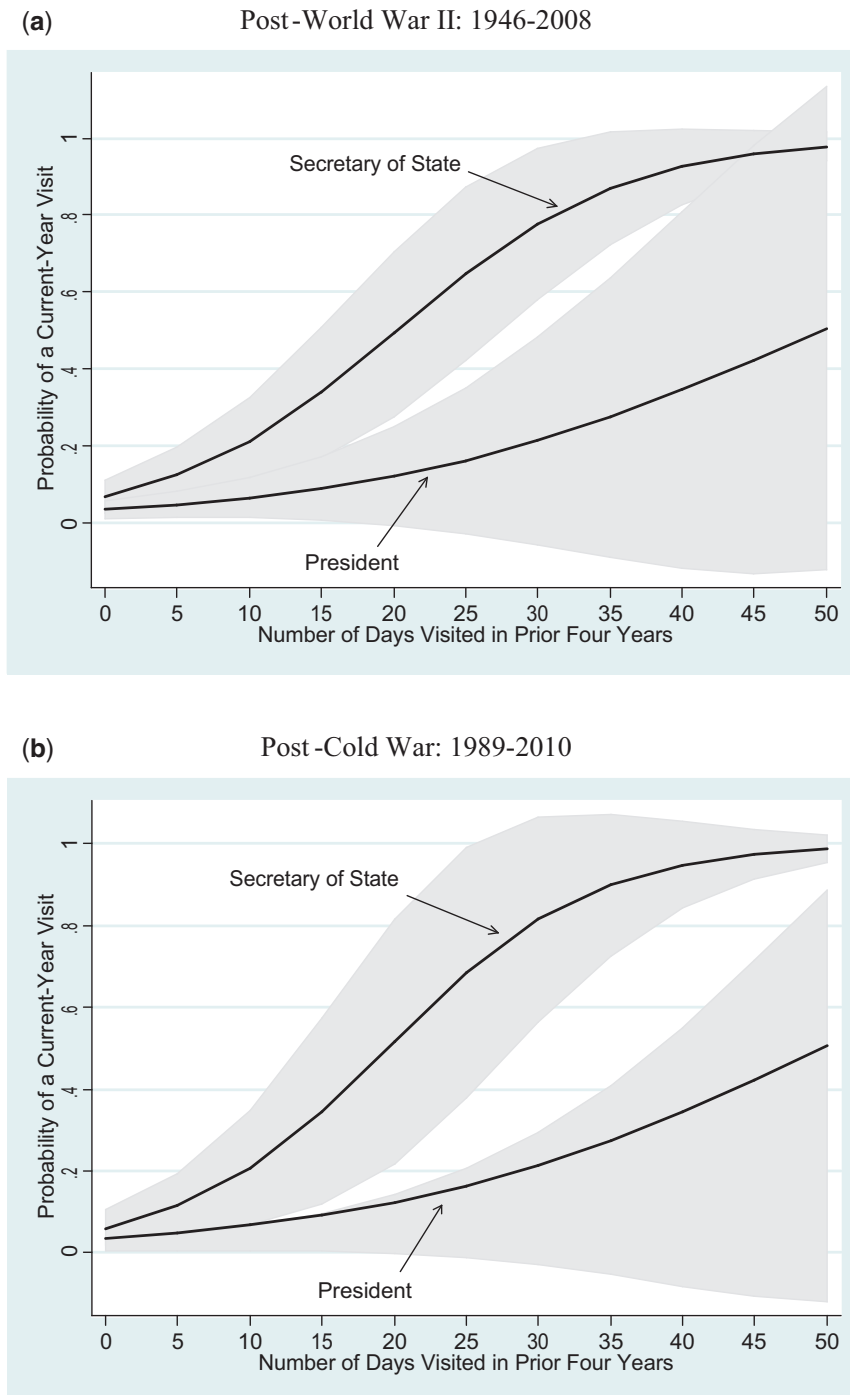 (a) Post-World War II: 1946-2008
Probability of a Current-Year Visit
1
.8
.6
.4
.2
0
Secretary of State
President
0 5 10 15 20 25 30 35 40 45 50
Number of Days Visited in Prior Four Years
(b) Post-Cold War: 1989-2010
Probability of a Current-Year Visit
1
.8
.6
.4
.2
0
Secretary of State
President
0 5 10 15 20 25 30 35 40 45 50
Number of Days Visited in Prior Four Years